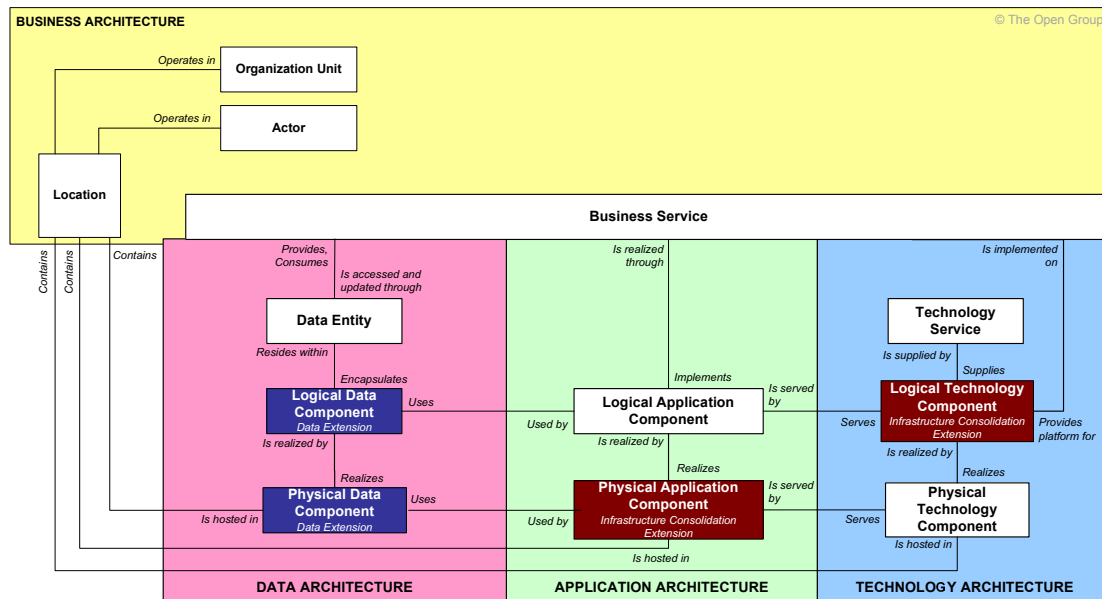 BUSINESS ARCHITECTURE
© The Open Group
Operates in
Organization Unit
Operates in
Actor
Location
Business Service
Contains
Contains
Contains
Provides,
Consumes
Is realized
through
Is implemented
on
Is accessed and
updated through
Data Entity
Technology
Service
Resides within
Is supplied by
Encapsulates
Implements
Supplies
Logical Data
Component
Data Extension
Uses
Used by
Logical Application
Component
Is served
by
Serves
Logical Technology
Component
Infrastructure Consolidation
Extension
Provides
platform for
Is realized by
Is realized by
Is realized by
Realizes
Realizes
Realizes
Is hosted in
Physical Data
Component
Data Extension
Uses
Used by
Physical Application
Component
Infrastructure Consolidation
Extension
Is served
by
Serves
Physical
Technology
Component
Is hosted in
Is hosted in
DATA ARCHITECTURE
APPLICATION ARCHITECTURE
TECHNOLOGY ARCHITECTURE